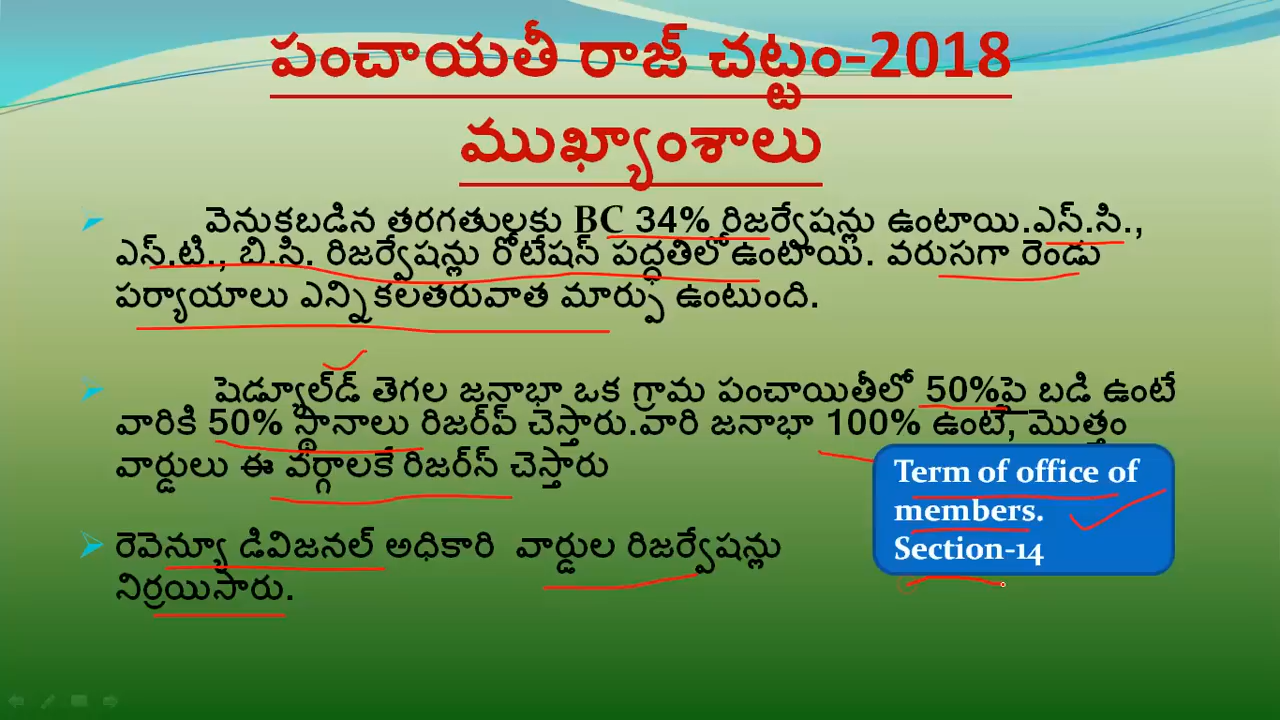 పంచాయతీ రాజ్ చట్టం-2018
ముఖ్యాంశాలు
వెనుకబడిన తరగతులకు BC 34% రిజర్వేషన్లు ఉంటాయి.ఎస్.సి.,
ఎస్.టి., బి.సి. రిజర్వేషన్లు రోటేషన్ పద్ధతిలో ఉంటాయి. వరుసగా రెండు
పర్యాయాలు ఎన్నికలతరువాత మార్పు ఉంటుంది.
షెడ్యూల్డ్ తెగల జనాభా ఒక గ్రామ పంచాయితీలో 50%పై బడి ఉంటే
వారికి 50% స్థానాలు రిజర్వ్ చేస్తారు.వారి జనాభా 100% ఉంటే, మొత్తం
వార్డులు ఈ వర్గాలకే రిజర్స్ చెస్తారు
Term of office of
members.
Section-14
రెవెన్యూ డివిజనల్ అధికారి వార్డుల రిజర్వేషన్లు
నిర్రయిసారు.